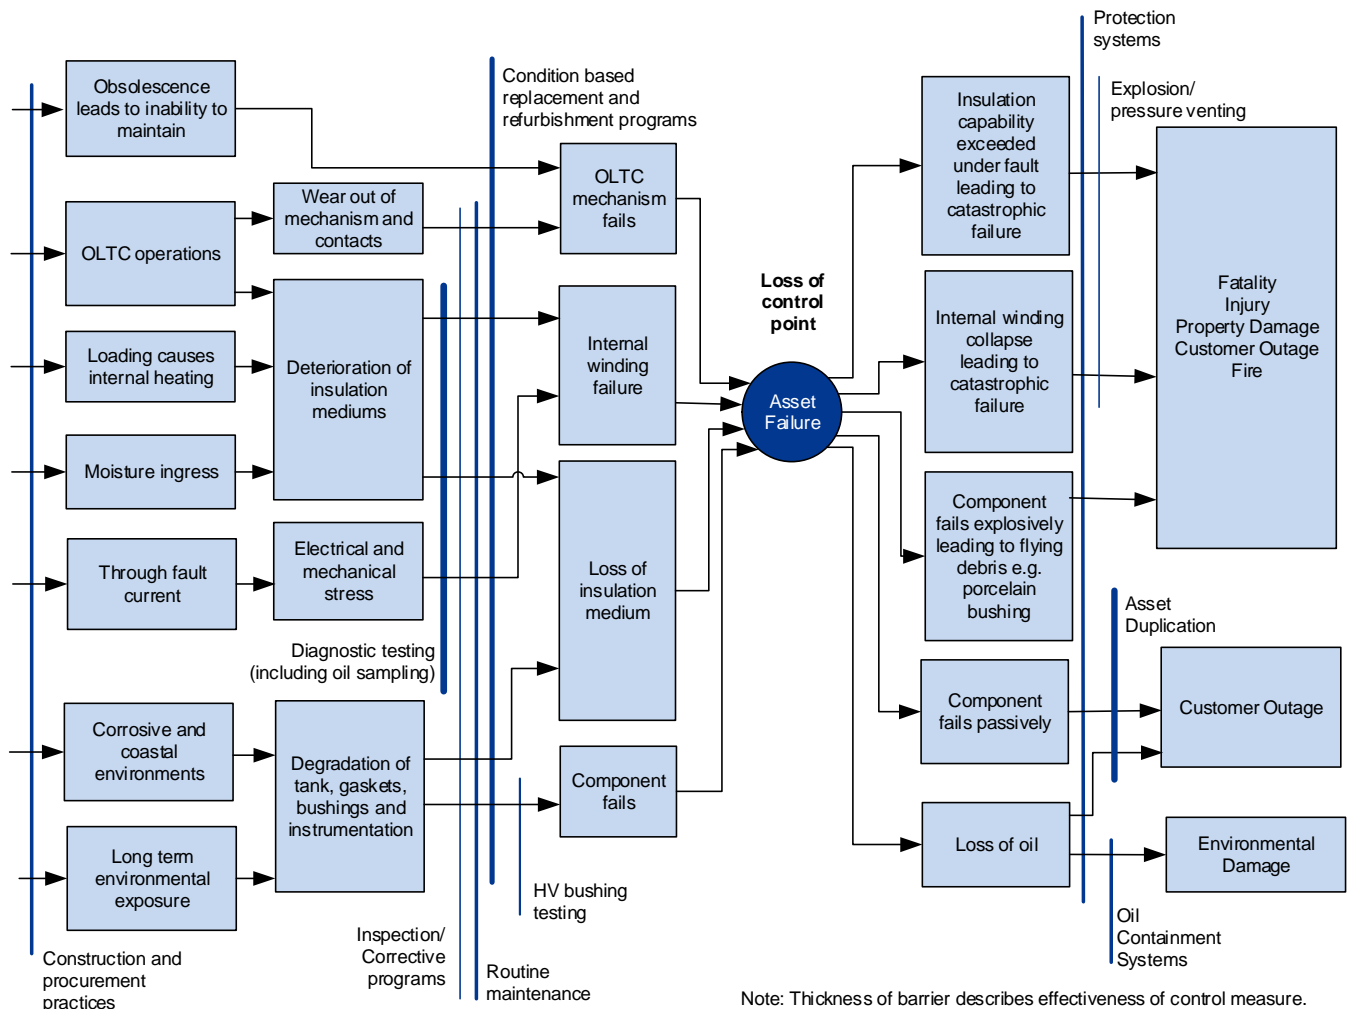 Protection
systems
Obsolescence
leads to inability to
maintain
Condition based
replacement and
refurbishment programs
Insulation
capability
exceeded
under fault
leading to
catastrophic
failure
Explosion/
pressure venting
OLTC
mechanism
fails
Wear out of
mechanism and
contacts
OLTC operations
Loss of
control
point
Fatality
Injury
Property Damage
Customer Outage
Fire
Internal winding
collapse
leading to
catastrophic
failure
Loading causes
internal heating
Deterioration of
insulation
mediums
Internal
winding
failure
Asset
Failure
Moisture ingress
Component
fails explosively
leading to flying
debris e.g.
porcelain
bushing
Through fault
current
Electrical and
mechanical
stress
Loss of
insulation
medium
Asset
Duplication
Diagnostic testing
(including oil sampling)
Component
fails passively
Customer Outage
Corrosive and
coastal
environments
Degradation of
tank, gaskets,
bushings and
instrumentation
Component
fails
Loss of oil
Environmental
Damage
Long term
environmental
exposure
HV bushing
testing
Inspection/
Corrective
programs
Oil
Containment
Systems
Construction and
procurement
practices
Routine
maintenance
Note: Thickness of barrier describes effectiveness of control measure.